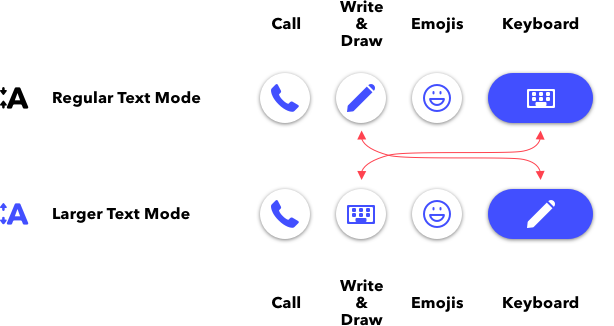 Call
Write
&
Draw
Emojis
Keyboard
A
Regular Text Mode
A
Larger Text Mode
Call
Write
&
Draw
Emojis
Keyboard